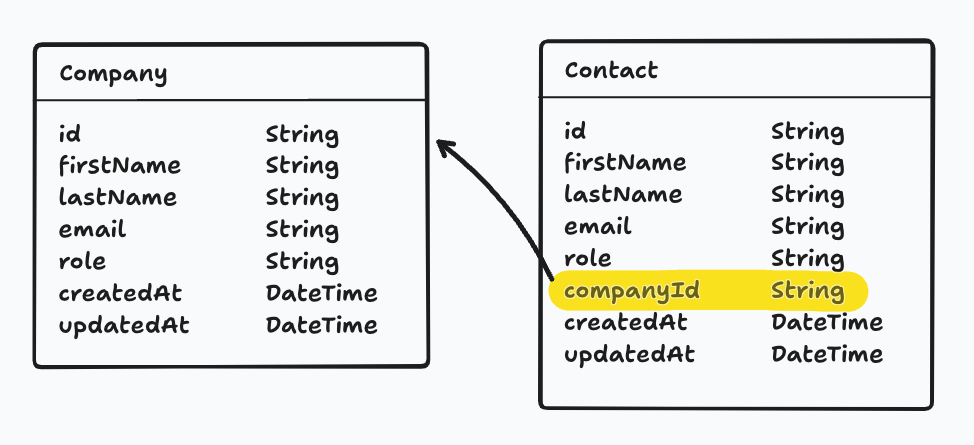 Company
id String
firstName String
lastName String
email String
role String
createdAt DateTime
updatedAt DateTime
Contact
id String
firstName String
lastName String
email String
role String
companyId String
createdAt DateTime
updatedAt DateTime